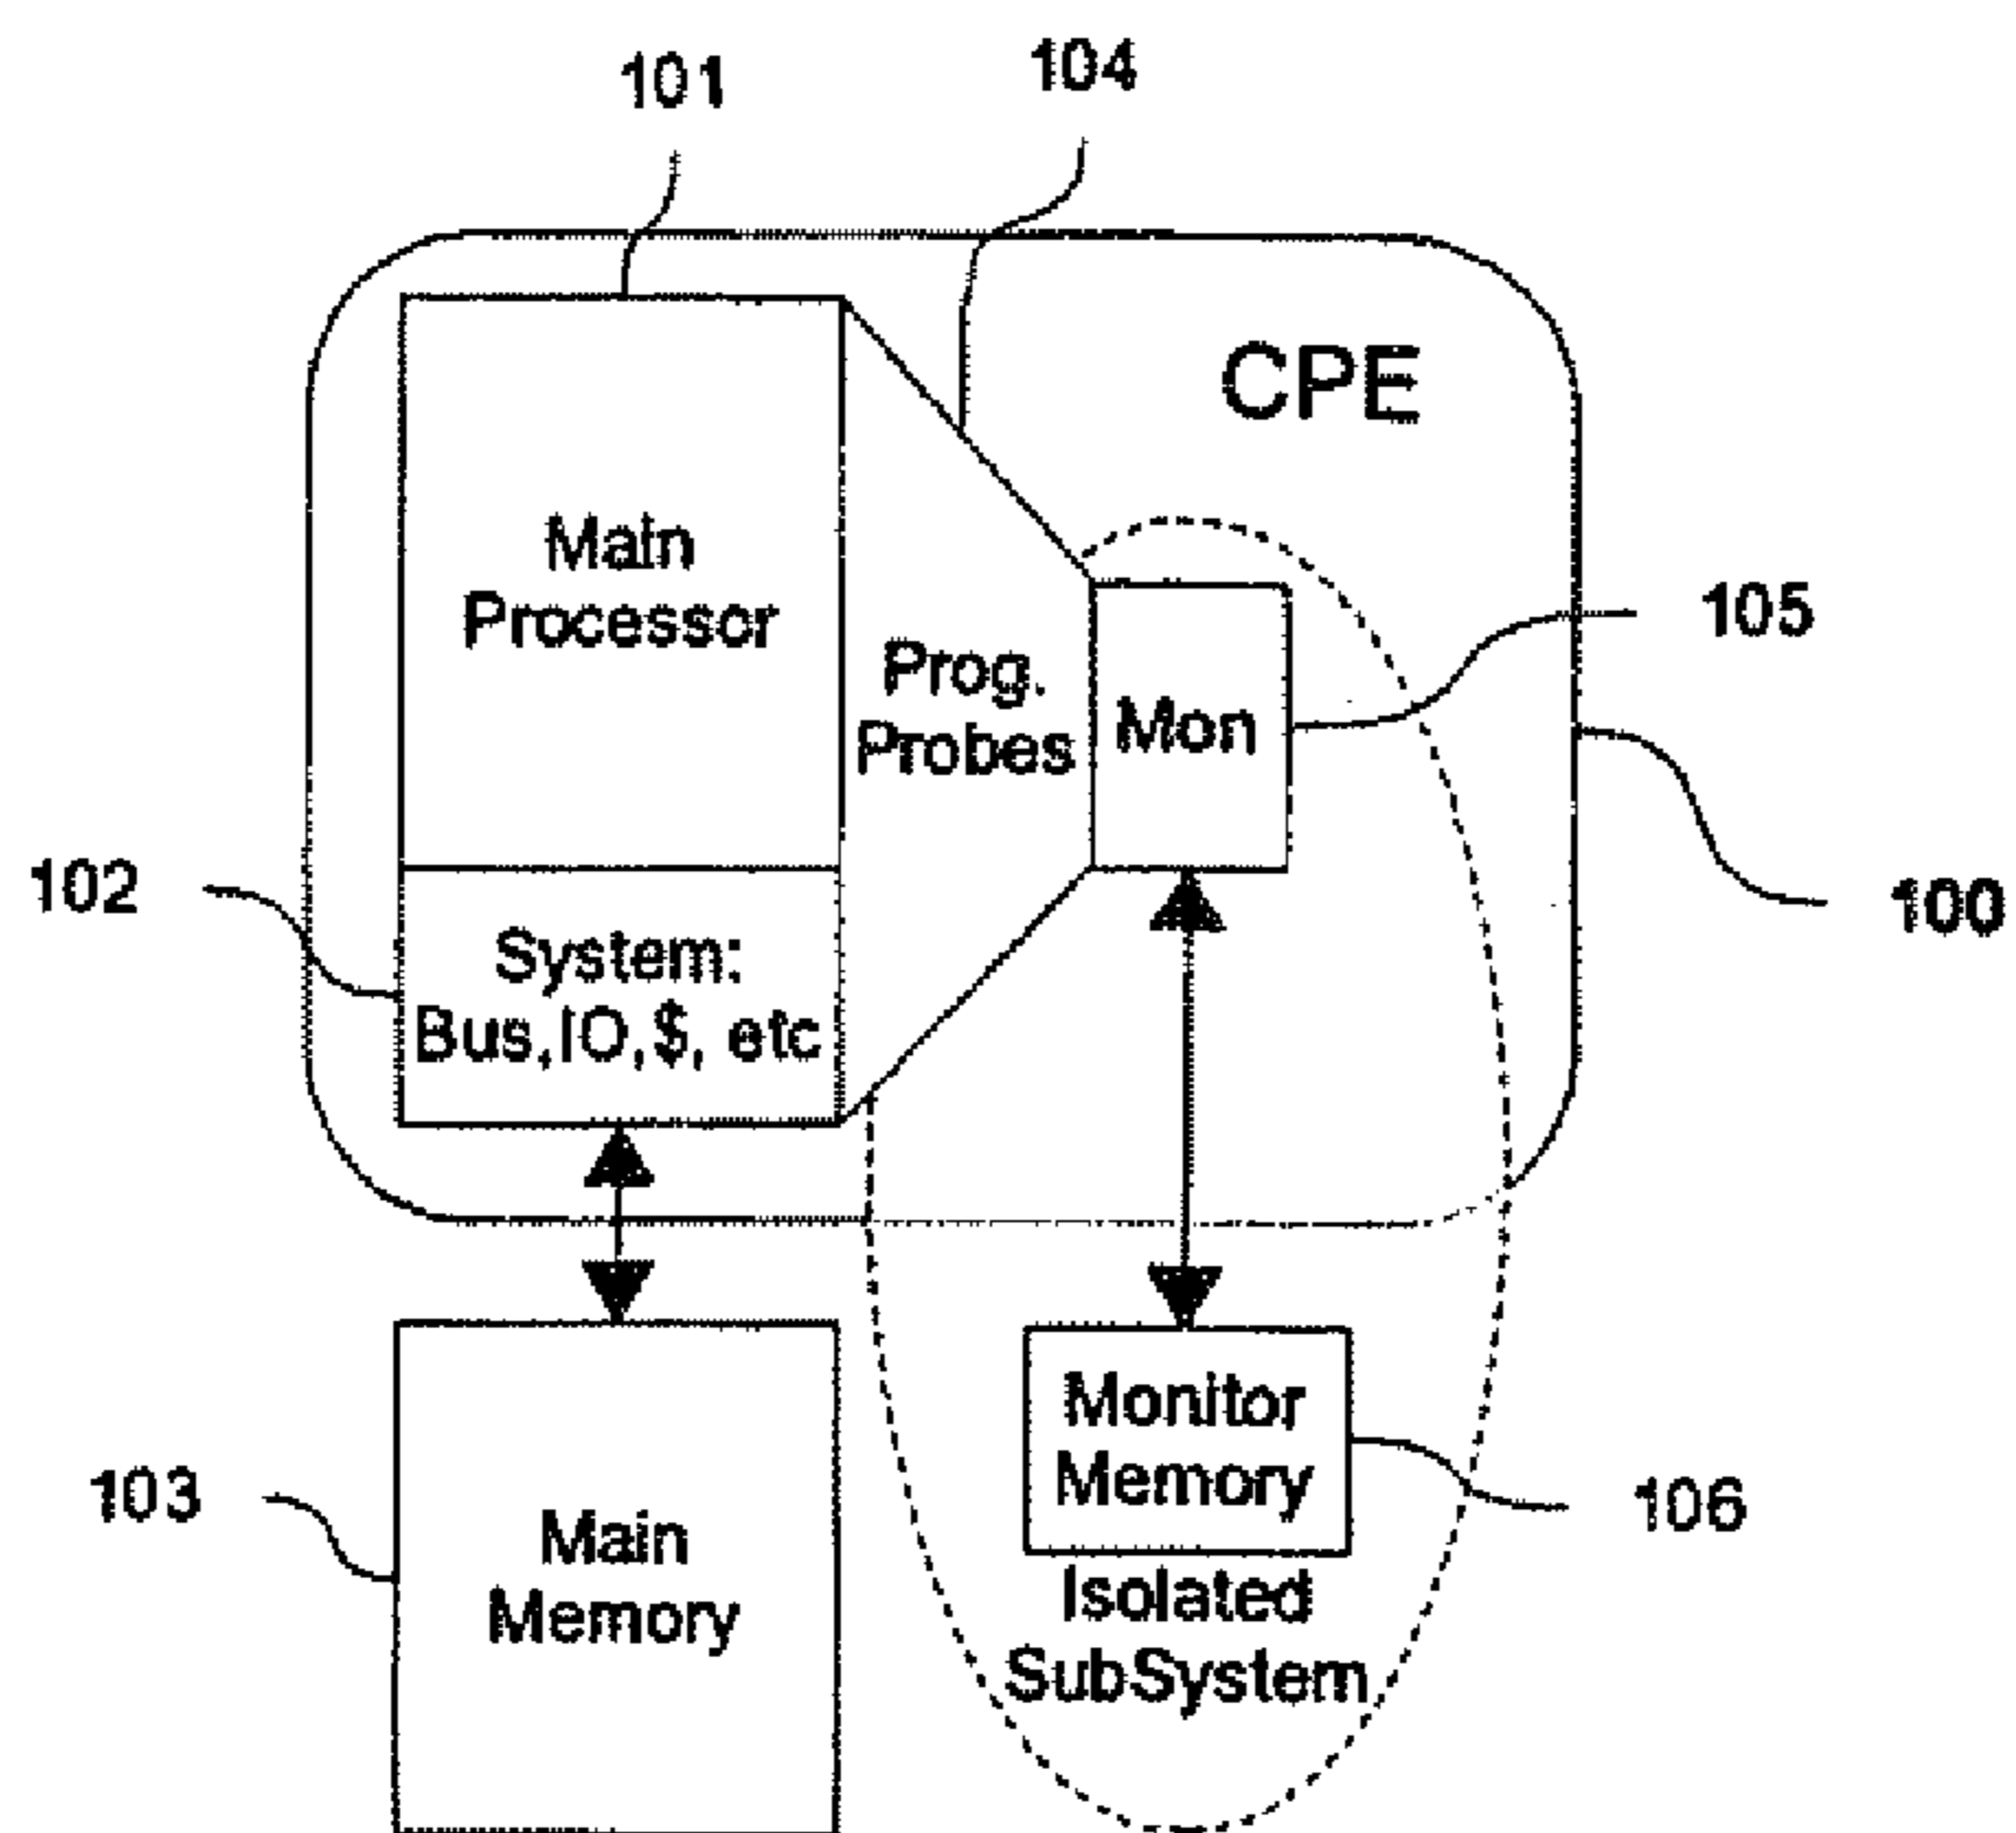 101
104
CPE
Main
Processor
105
Prog.
Probes
Mon
102
100
System:
Bus,IO,$, etc
103
Main
Memory
Monitor
Memory
106
Isolated
SubSystem